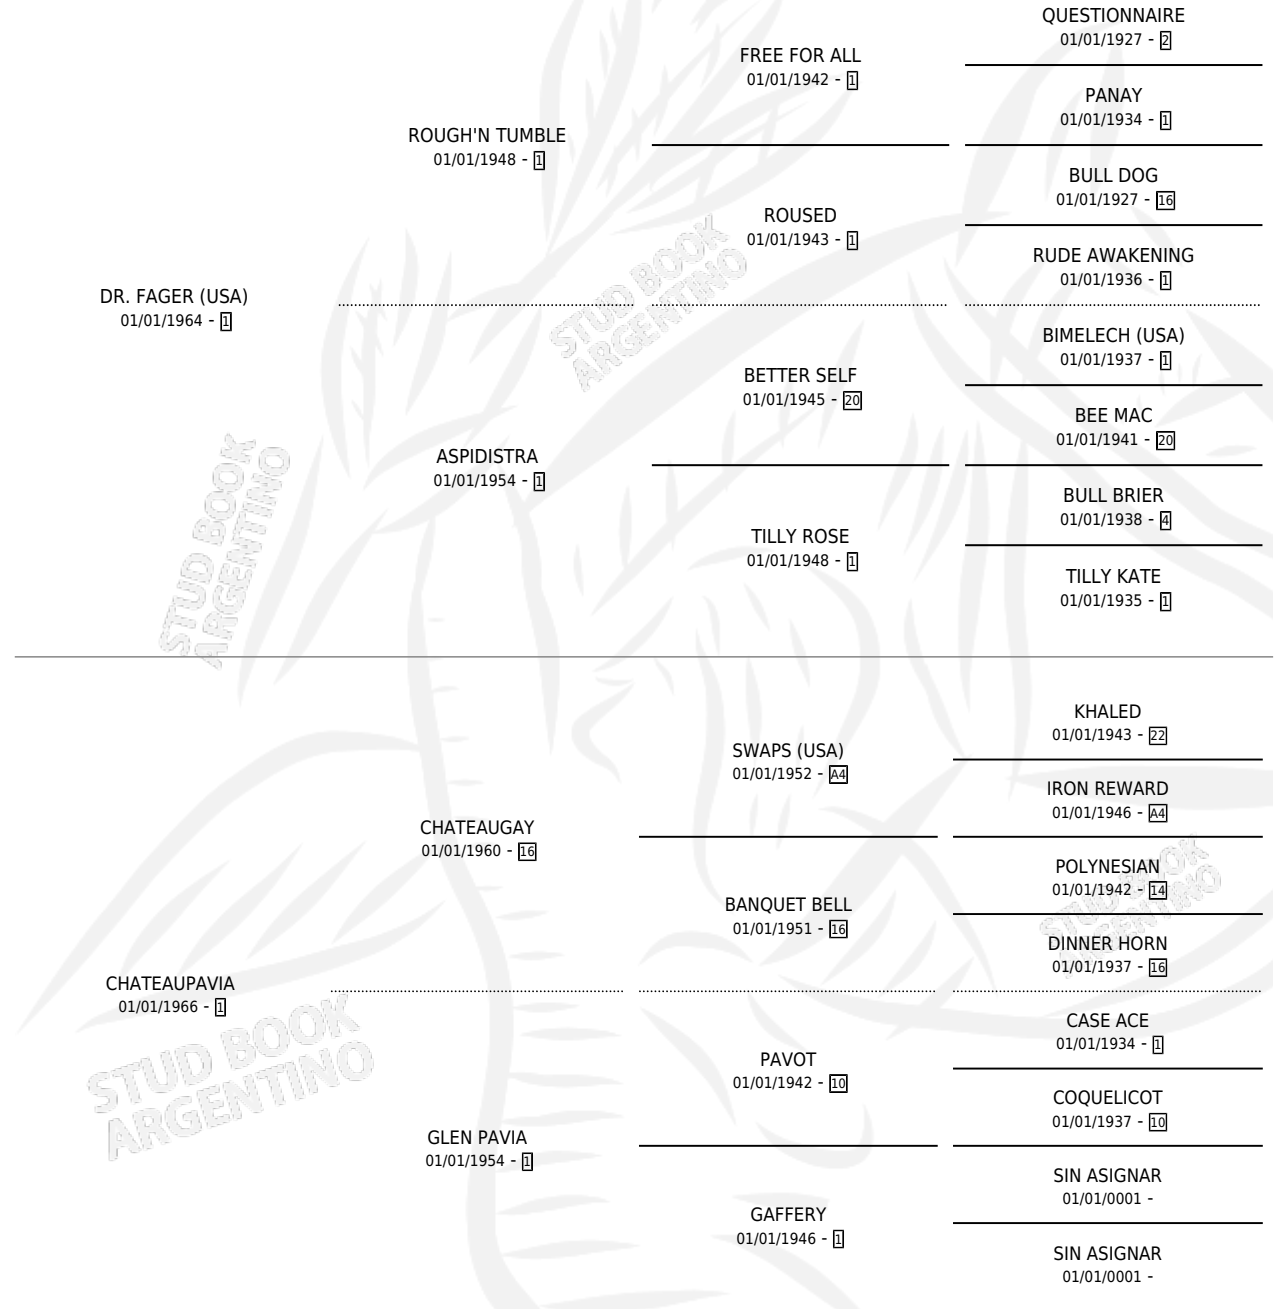 QUESTIONNAIRE
01/01/1927 - 2
FREE FOR ALL
01/01/1942 - 1
PANAY
01/01/1934 - 1
ROUGH'N TUMBLE
01/01/1948 - 1
BULL DOG
01/01/1927 - 16
ROUSED
01/01/1943 - 1
RUDE AWAKENING
01/01/1936 - 1
DR. FAGER (USA)
01/01/1964 - 1
STUD BOOK
ARGENTINO
BIMELECH (USA)
01/01/1937 - 1
BETTER SELF
01/01/1945 - 20
BEE MAC
01/01/1941 - 20
ASPIDISTRA
01/01/1954 - 1
BULL BRIER
01/01/1938 - 4
TILLY ROSE
01/01/1948 - 1
TILLY KATE
01/01/1935 - 1
STUD BOOK
ARGENTINO
KHALED
01/01/1943 - 22
SWAPS (USA)
01/01/1952 - A4
IRON REWARD
01/01/1946 - A4
CHATEAUGAY
01/01/1960 - 16
POLYNESIAN
01/01/1942 - 14
BANQUET BELL
01/01/1951 - 16
STUD BOOK
ARGENTINO
DINNER HORN
01/01/1937 - 16
CHATEAUPAVIA
01/01/1966 - 1
CASE ACE
01/01/1934 - 1
PAVOT
01/01/1942 - 10
COQUELICOT
01/01/1937 - 10
STUD BOOK
ARGENTINO
GLEN PAVIA
01/01/1954 - 1
SIN ASIGNAR
01/01/0001 -
GAFFERY
01/01/1946 - 1
SIN ASIGNAR
01/01/0001 -